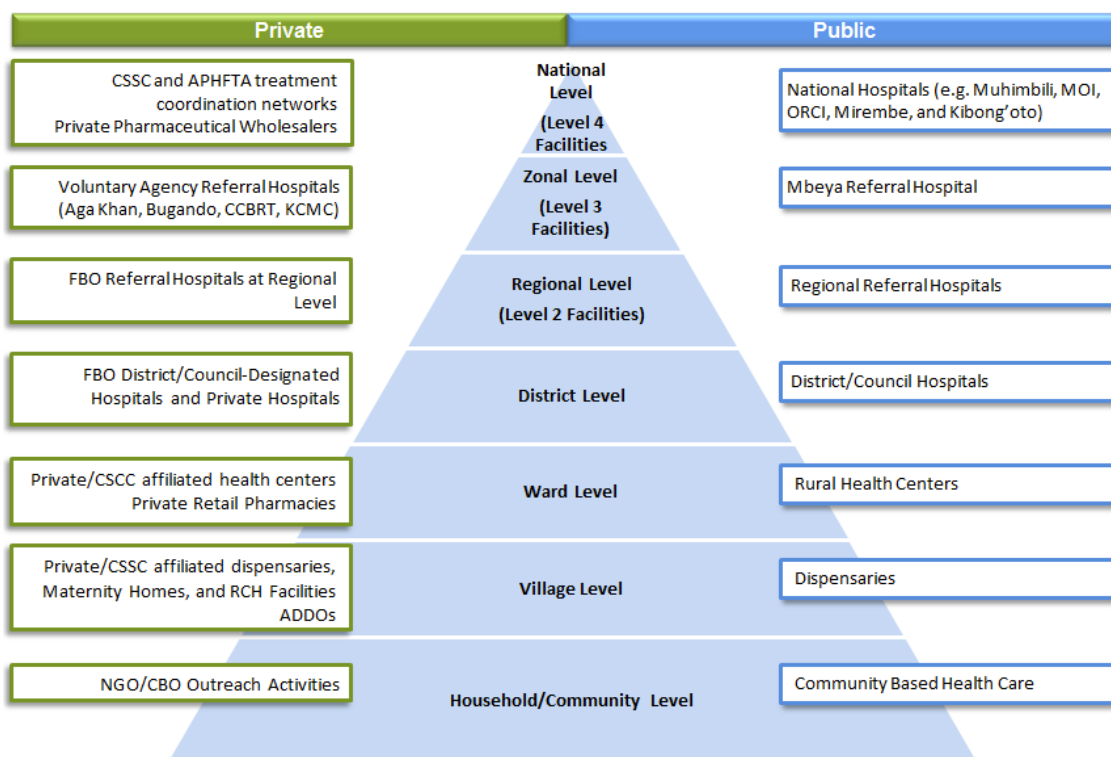 Private
Public
CSSC and APHFTA treatment
coordination networks
Private Pharmaceutical Wholesalers
National
Level
(Level 4
Facilities
National Hospitals (e.g. Muhimbili, MOI,
ORCI, Mirembe, and Kibong’oto)
Voluntary Agency Referral Hospitals
(Aga Khan, Bugando, CCBRT, KCMC)
Zonal Level
(Level 3
Facilities)
Mbeya Referral Hospital
FBO Referral Hospitals at Regional
Level
Regional Level
(Level 2 Facilities)
Regional Referral Hospitals
FBO District/Council-Designated
Hospitals and Private Hospitals
District Level
District/Council Hospitals
Private/CSCC affiliated health centers
Private Retail Pharmacies
Ward Level
Rural Health Centers
Private/CSSC affiliated dispensaries,
Maternity Homes, and RCH Facilities
ADDOs
Village Level
Dispensaries
NGO/CBO Outreach Activities
Household/Community Level
Community Based Health Care